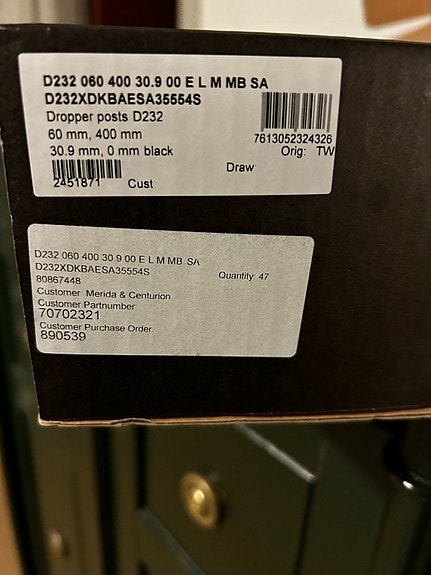 D232 060 400 30.9 00 E L M MB SA
D232XDKBAESA35554S
Dropper posts D232
60 mm, 400 mm
30.9 mm, 0 mm black
7613052324326
Orig: TW
Draw
2451871 Cust
D232 060 400 30.9 00 E L M MB SA
D232XDKBAESA35554S
80867448
Quantity 47
Customer Merida & Centurion
Customer Partnumber
70702321
Customer Purchase Order
890539